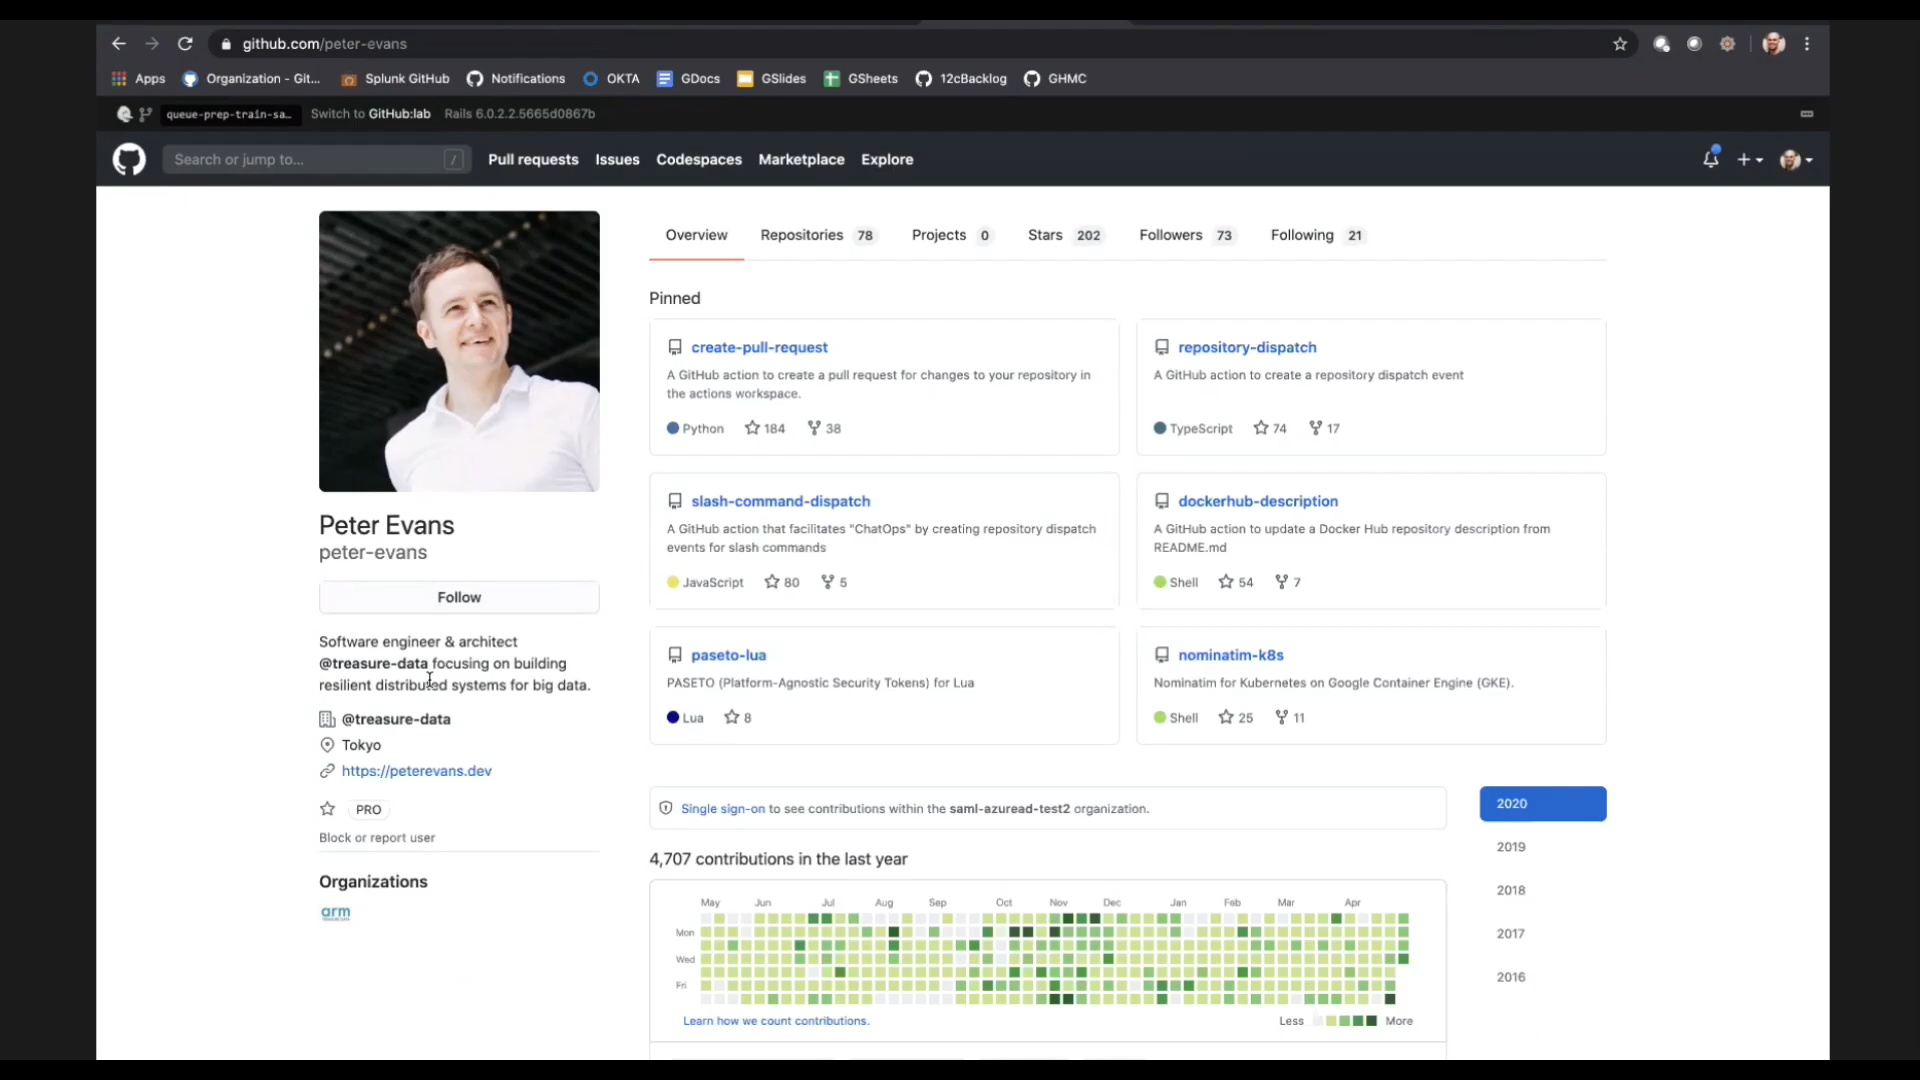 github.com/peter-evans
Apps
Organization - Git...
Splunk GitHub
Notifications
OKTA
GDocs
GSlides
GSheets
12cBacklog
GHMC
queue-prep-train-sa…
Switch to GitHub:lab
Rails 6.0.2.2.5665d0867b
Search or jump to...
/
Pull requests
Issues
Codespaces
Marketplace
Explore
Overview
Repositories 78
Projects 0
Stars 202
Followers 73
Following 21
Peter Evans
peter-evans
Follow
Software engineer & architect
@treasure-data focusing on building
resilient distributed systems for big data.
@treasure-data
Tokyo
https://peterevans.dev
PRO
Block or report user
Organizations
arm
Pinned
create-pull-request
A GitHub action to create a pull request for changes to your repository in
the actions workspace.
Python 184 38
repository-dispatch
A GitHub action to create a repository dispatch event
TypeScript 74 17
slash-command-dispatch
A GitHub action that facilitates "ChatOps" by creating repository dispatch
events for slash commands
JavaScript 80 5
dockerhub-description
A GitHub action to update a Docker Hub repository description from
README.md
Shell 54 7
paseto-lua
PASETO (Platform-Agnostic Security Tokens) for Lua
Lua 8
nominatim-k8s
Nominatim for Kubernetes on Google Container Engine (GKE).
Shell 25 11
Single sign-on to see contributions within the saml-azuread-test2 organization.
4,707 contributions in the last year
May Jun Jul Aug Sep Oct Nov Dec Jan Feb Mar Apr
Mon
Wed
Fri
Learn how we count contributions.
Less More
2020
2019
2018
2017
2016